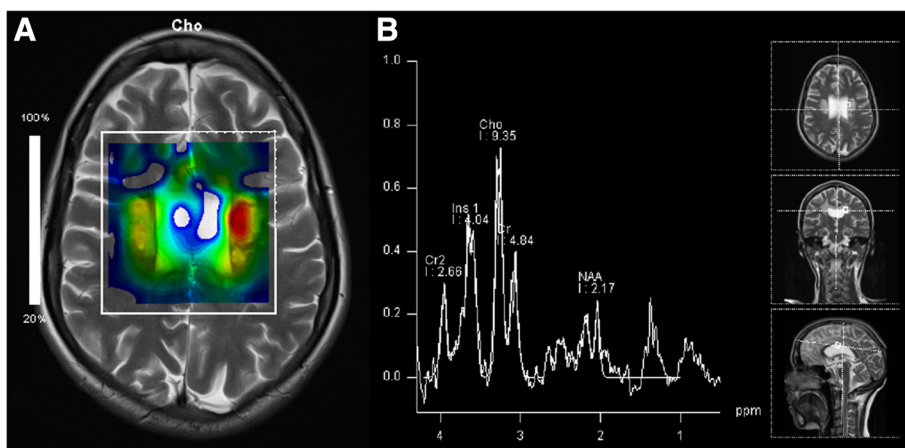 A
Cho
100%
20%
B
1.0
0.8
0.6
0.4
0.2
0.0
Cho
I : 9.35
Ins 1
I : 4.04
Cr
I : 4.84
Cr2
I : 2.66
NAA
I : 2.17
4
3
2
1
ppm